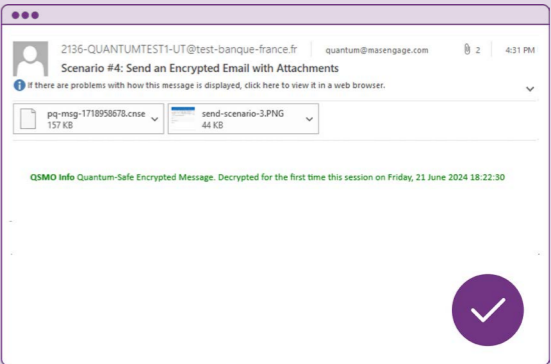 2136-QUANTUMTEST1-UT@test-banque-france.fr quantum@masengage.com 2 4:31 PM
Scenario #4: Send an Encrypted Email with Attachments
If there are problems with how this message is displayed, click here to view it in a web browser.
pq-msg-1718958678.cnse send-scenario-3.PNG
157 KB 44 KB
QSMO Info Quantum-Safe Encrypted Message. Decrypted for the first time this session on Friday, 21 June 2024 18:22:30